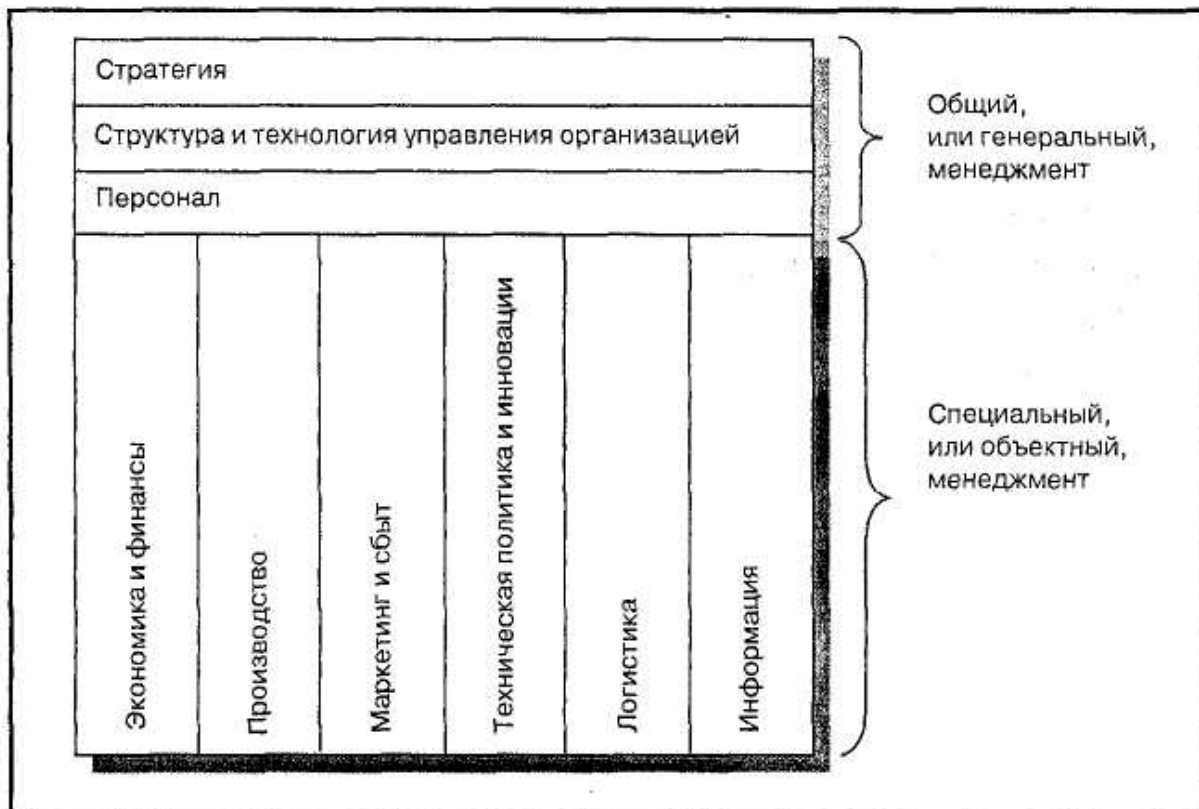 Стратегия
Структура и технология управления организацией
Персонал
Общий,
или генеральный,
менеджмент
Экономика и финансы
Производство
Маркетинг и сбыт
Техническая политика и инновации
Логистика
Информация
Специальный,
или объектный,
менеджмент